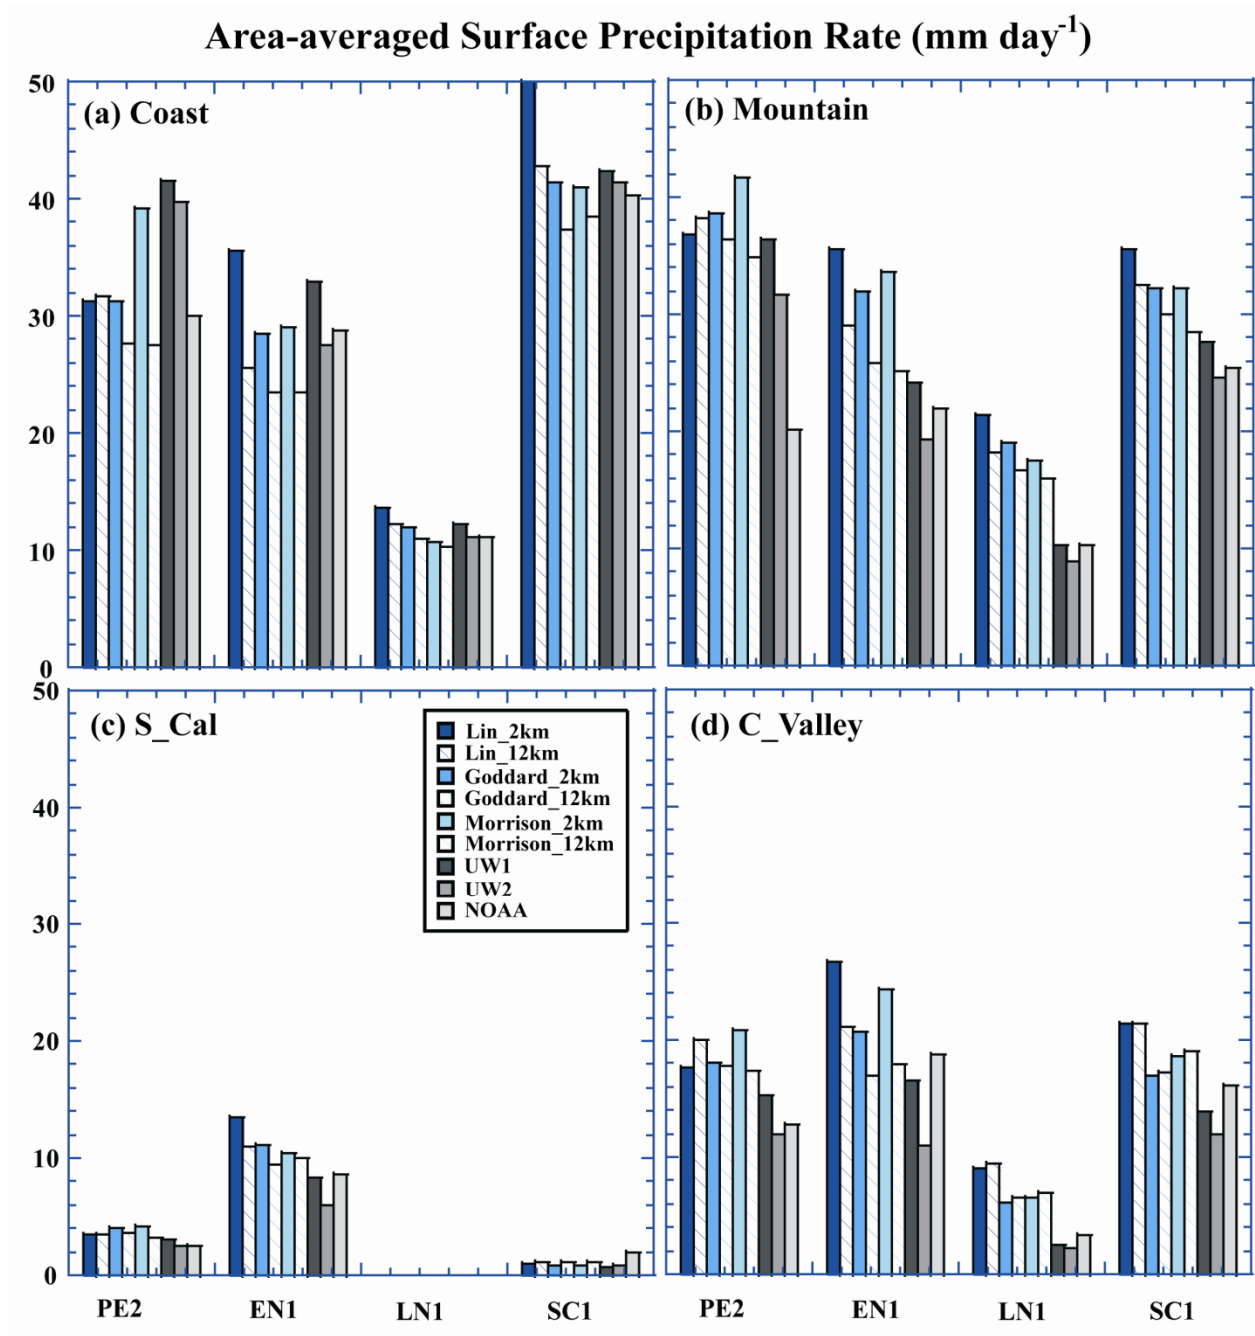 Area-averaged Surface Precipitation Rate (mm day⁻¹)
50
(a) Coast
(b) Mountain
40
30
20
10
0
50
(c) S_Cal
(d) C_Valley
Lin_2km
Lin_12km
Goddard_2km
Goddard_12km
Morrison_2km
Morrison_12km
UW1
UW2
NOAA
40
30
20
10
0
PE2 EN1 LN1 SC1 PE2 EN1 LN1 SC1